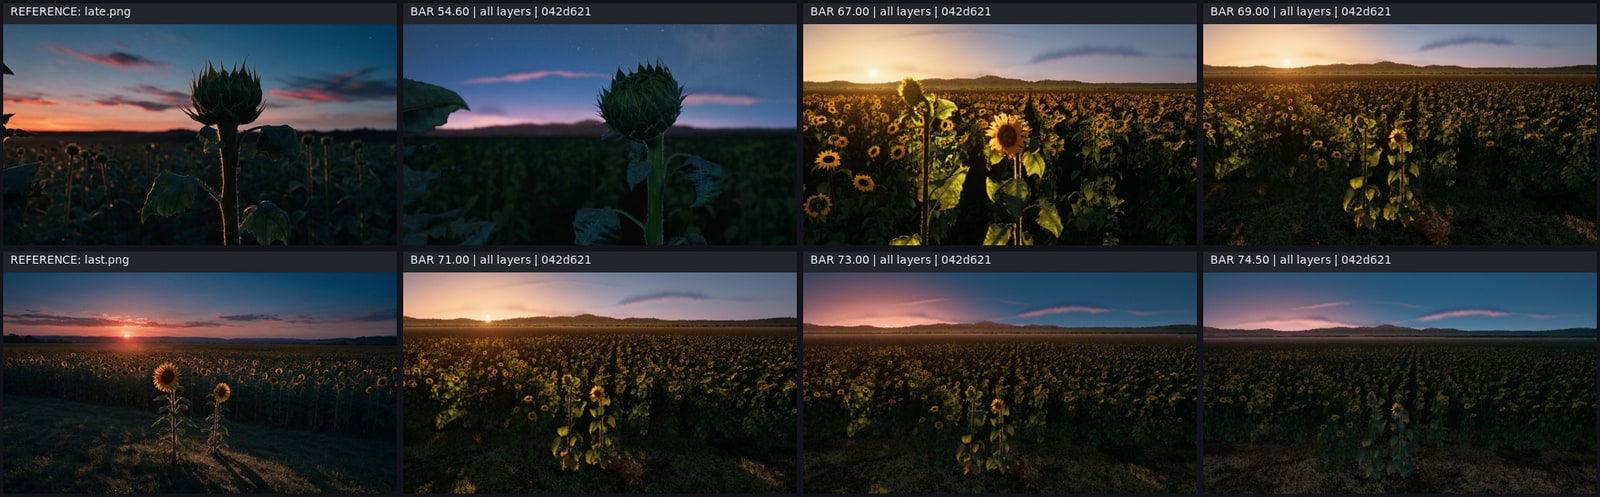 REFERENCE: late.png
BAR 54.60 | all layers | 042d621
BAR 67.00 | all layers | 042d621
BAR 69.00 | all layers | 042d621
REFERENCE: last.png
BAR 71.00 | all layers | 042d621
BAR 73.00 | all layers | 042d621
BAR 74.50 | all layers | 042d621